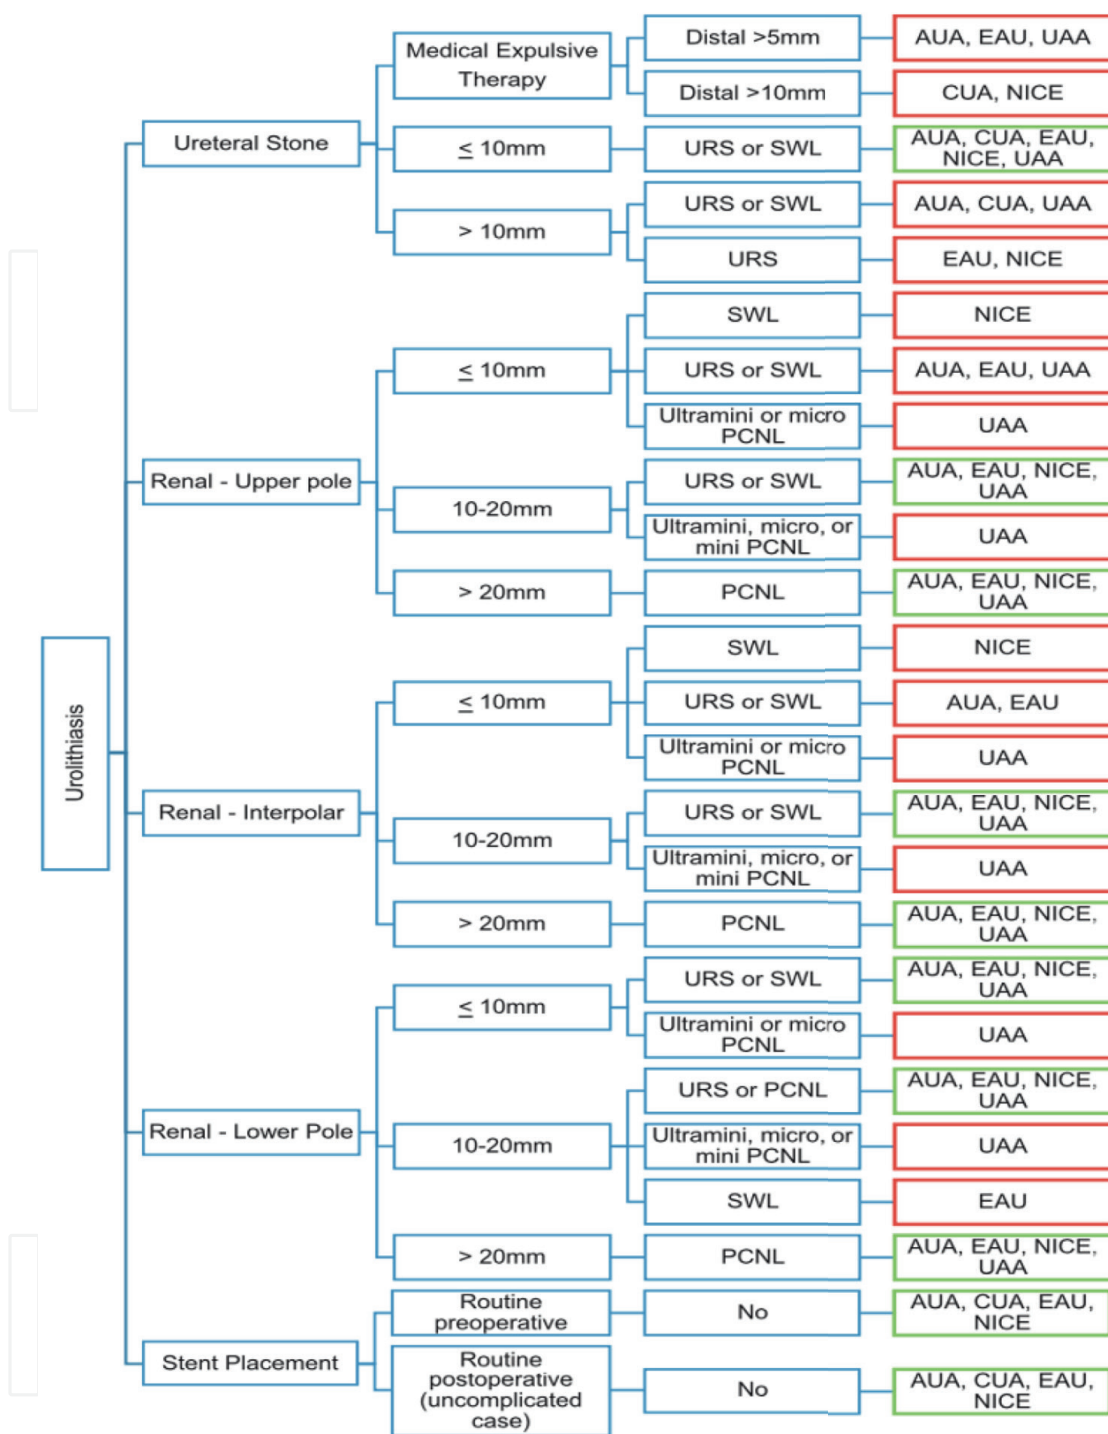 Urolithiasis
Ureteral Stone
Medical Expulsive
Therapy
Distal >5mm
AUA, EAU, UAA
Distal >10mm
CUA, NICE
≤ 10mm
URS or SWL
AUA, CUA, EAU,
NICE, UAA
> 10mm
URS or SWL
AUA, CUA, UAA
URS
EAU, NICE
Renal - Upper pole
≤ 10mm
SWL
NICE
URS or SWL
AUA, EAU, UAA
Ultramini or micro
PCNL
UAA
10-20mm
URS or SWL
AUA, EAU, NICE,
UAA
Ultramini, micro, or
mini PCNL
UAA
> 20mm
PCNL
AUA, EAU, NICE,
UAA
Renal - Interpolar
≤ 10mm
SWL
NICE
URS or SWL
AUA, EAU
Ultramini or micro
PCNL
UAA
10-20mm
URS or SWL
AUA, EAU, NICE,
UAA
Ultramini, micro, or
mini PCNL
UAA
> 20mm
PCNL
AUA, EAU, NICE,
UAA
Renal - Lower Pole
≤ 10mm
URS or SWL
AUA, EAU, NICE,
UAA
Ultramini or micro
PCNL
UAA
10-20mm
URS or PCNL
AUA, EAU, NICE,
UAA
Ultramini, micro, or
mini PCNL
UAA
SWL
EAU
> 20mm
PCNL
AUA, EAU, NICE,
UAA
Stent Placement
Routine
preoperative
No
AUA, CUA, EAU,
NICE
Routine
postoperative
(uncomplicated
case)
No
AUA, CUA, EAU,
NICE